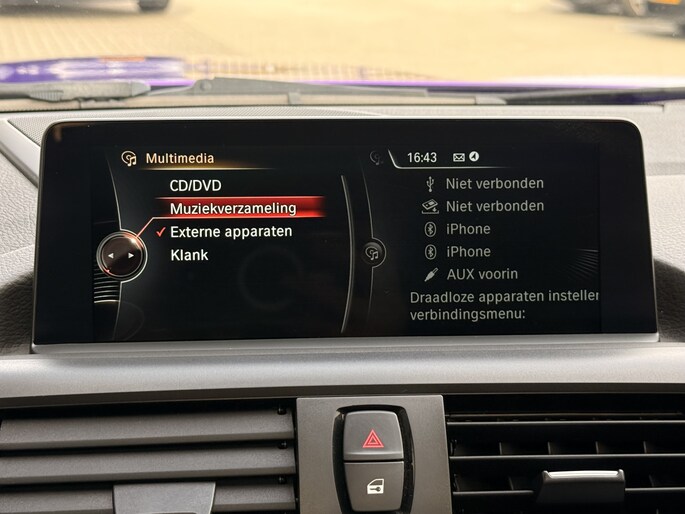 Multimedia
CD/DVD
Muziekverzameling
Externe apparaten
Klank
16:43
Niet verbonden
Niet verbonden
iPhone
iPhone
AUX voorin
Draadloze apparaten
verbindingsmenu: